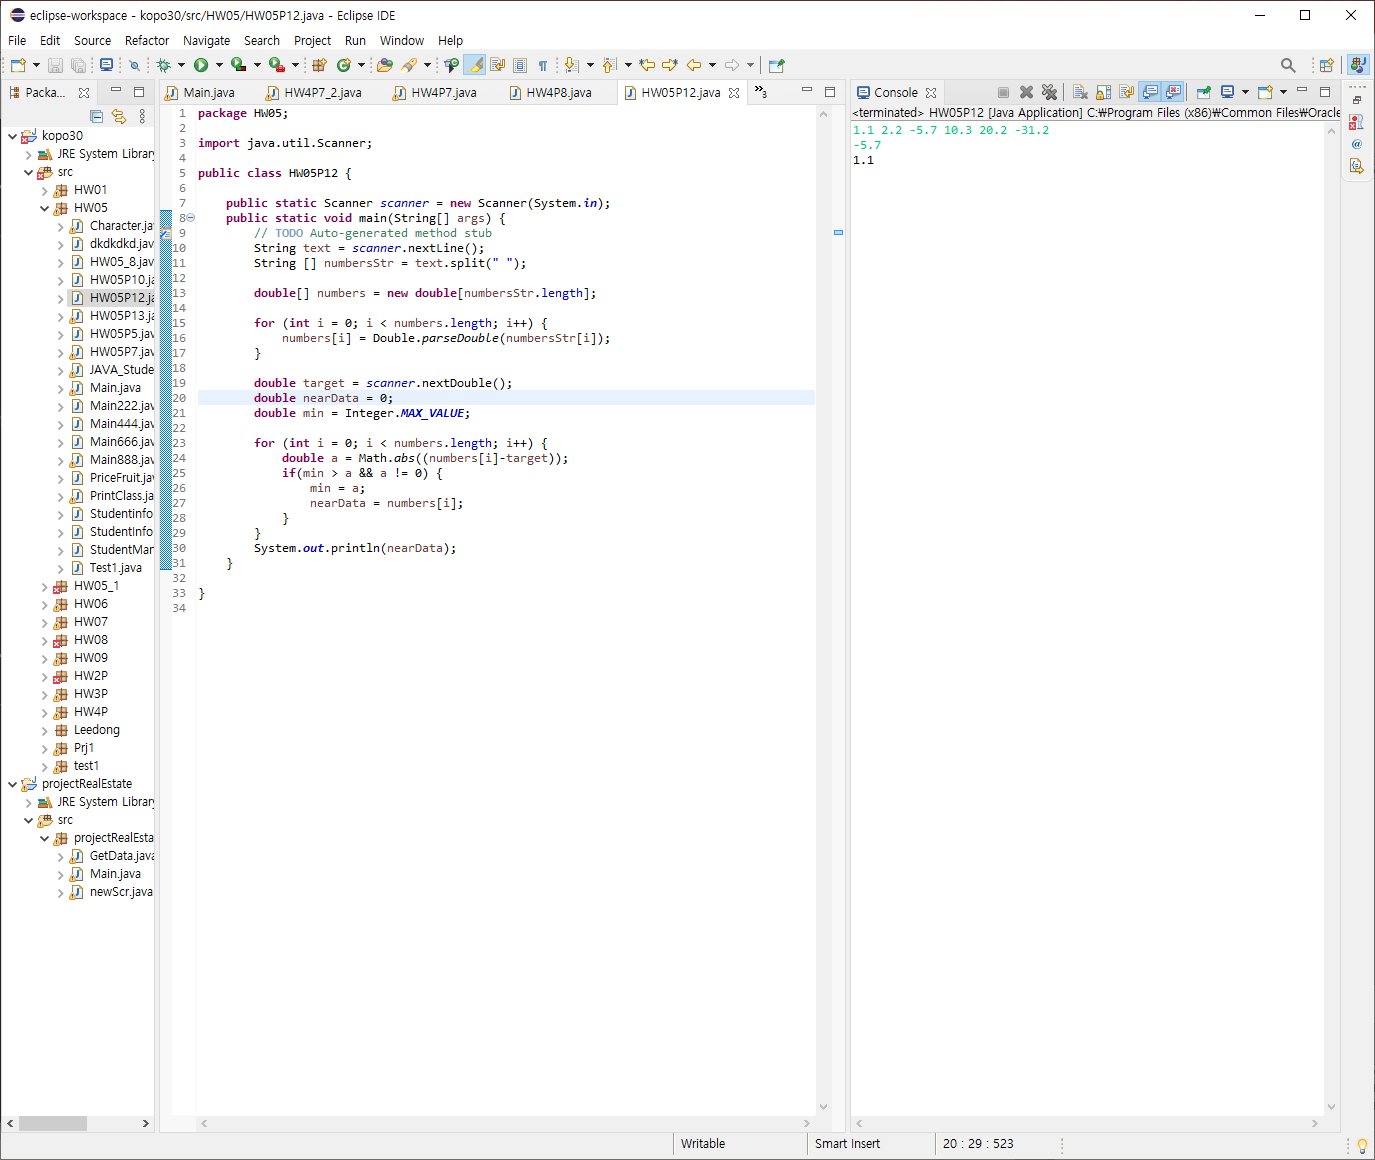 eclipse-workspace - kopo30/src/HW05/HW05P12.java - Eclipse IDE
File Edit Source Refactor Navigate Search Project Run Window Help
Packa...
Main.java HW4P7_2.java HW4P7.java HW4P8.java HW05P12.java »3
Console
<terminated> HW05P12 [Java Application] C:₩Program Files (x86)₩Common Files₩Oracle
kopo30
JRE System Library
src
HW01
HW05
Character.jav
dkdkdkd.java
HW05_8.java
HW05P10.ja
HW05P12.ja
HW05P13.ja
HW05P5.java
HW05P7.java
JAVA_Stude
Main.java
Main222.java
Main444.java
Main666.java
Main888.java
PriceFruit.jav
PrintClass.ja
Studentinfo
StudentInfo
StudentMan
Test1.java
HW05_1
HW06
HW07
HW08
HW09
HW2P
HW3P
HW4P
Leedong
Prj1
test1
projectRealEstate
JRE System Library
src
projectRealEsta
GetData.java
Main.java
newScr.java
1 package HW05;
2
3 import java.util.Scanner;
4
5 public class HW05P12 {
6
7 public static Scanner scanner = new Scanner(System.in);
8 public static void main(String[] args) {
9 // TODO Auto-generated method stub
10 String text = scanner.nextLine();
11 String [] numbersStr = text.split(" ");
12
13 double[] numbers = new double[numbersStr.length];
14
15 for (int i = 0; i < numbers.length; i++) {
16 numbers[i] = Double.parseDouble(numbersStr[i]);
17 }
18
19 double target = scanner.nextDouble();
20 double nearData = 0;
21 double min = Integer.MAX_VALUE;
22
23 for (int i = 0; i < numbers.length; i++) {
24 double a = Math.abs((numbers[i]-target));
25 if(min > a && a != 0) {
26 min = a;
27 nearData = numbers[i];
28 }
29 }
30 System.out.println(nearData);
31 }
32
33 }
34
1.1 2.2 -5.7 10.3 20.2 -31.2
-5.7
1.1
Writable Smart Insert 20 : 29 : 523